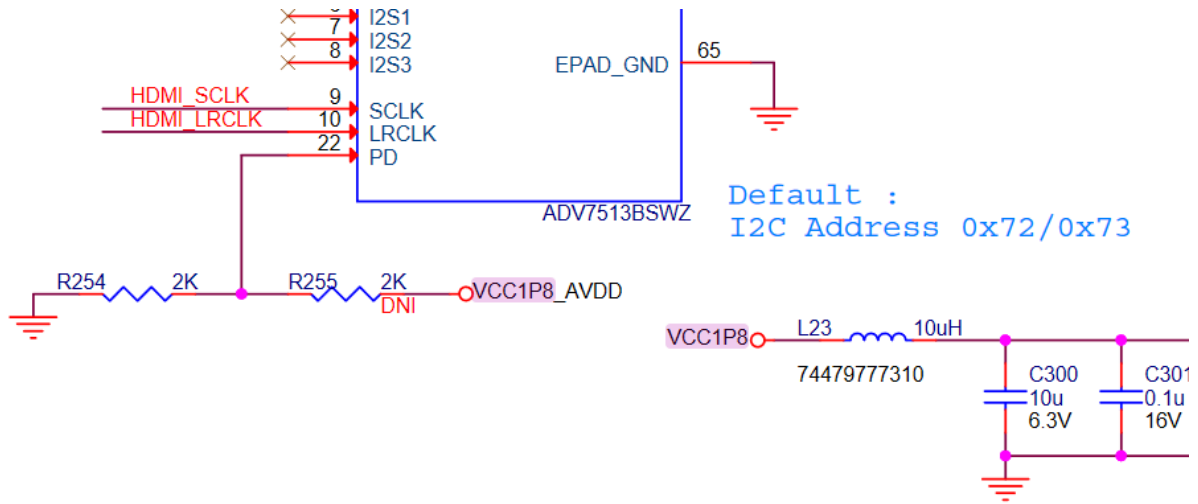 I2S1
7
I2S2
8
I2S3
EPAD_GND
65
HDMI_SCLK
9
SCLK
HDMI_LRCLK
10
LRCLK
22
PD
ADV7513BSWZ
Default :
I2C Address 0x72/0x73
R254
2K
R255
2K
DNI
VCC1P8_AVDD
VCC1P8
L23
10uH
74479777310
C300
10u
6.3V
C301
0.1u
16V